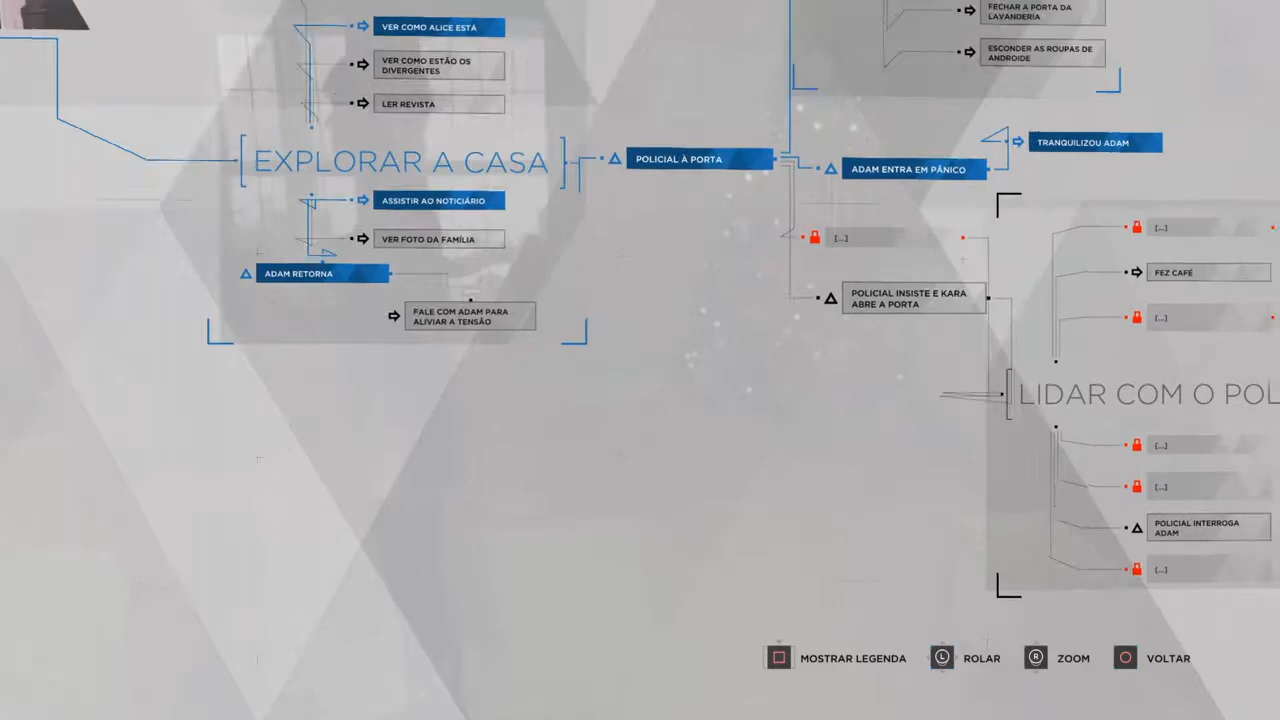 FECHAR A PORTA DA
LAVANDERIA
VER COMO ALICE ESTÁ
ESCONDER AS ROUPAS DE
ANDROIDE
VER COMO ESTÃO OS
DIVERGENTES
LER REVISTA
TRANQUILIZOU ADAM
EXPLORAR A CASA
POLICIAL À PORTA
ADAM ENTRA EM PÂNICO
ASSISTIR AO NOTICIÁRIO
[...]
VER FOTO DA FAMÍLIA
[...]
ADAM RETORNA
FEZ CAFÉ
POLICIAL INSISTE E KARA
ABRE A PORTA
FALE COM ADAM PARA
ALIVIAR A TENSÃO
[...]
LIDAR COM O POL
[...]
[...]
POLICIAL INTERROGA
ADAM
[...]
MOSTRAR LEGENDA
L ROLAR
R ZOOM
VOLTAR